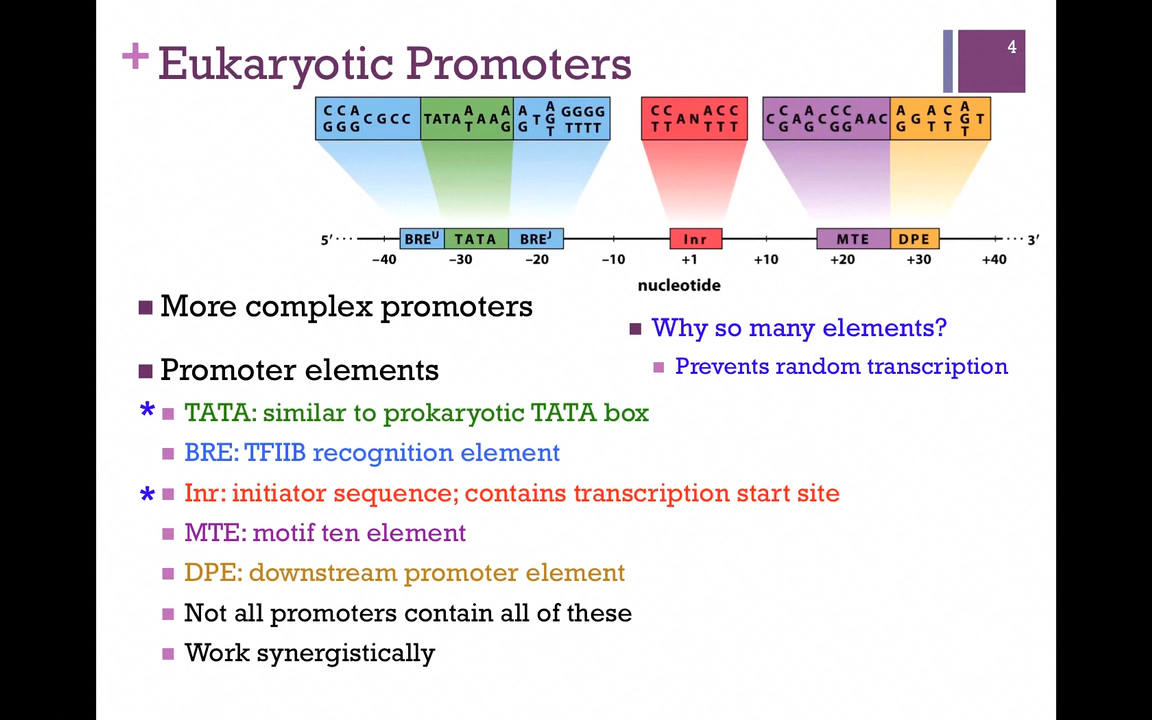 + Eukaryotic Promoters
4
C C A A A A GGGG C C A C C C A C C A A C A
C G C C TATA A A T G A N C C C A A C G T
G G G T G G T TTTT T T T T T G G G G G T T G T
5′··· BREᵁ TATA BREᴶ Inr MTE DPE ··· 3′
–40 –30 –20 –10 +1 +10 +20 +30 +40
nucleotide
■ More complex promoters
■ Why so many elements?
■ Prevents random transcription
■ Promoter elements
* ■ TATA: similar to prokaryotic TATA box
■ BRE: TFIIB recognition element
* ■ Inr: initiator sequence; contains transcription start site
■ MTE: motif ten element
■ DPE: downstream promoter element
■ Not all promoters contain all of these
■ Work synergistically